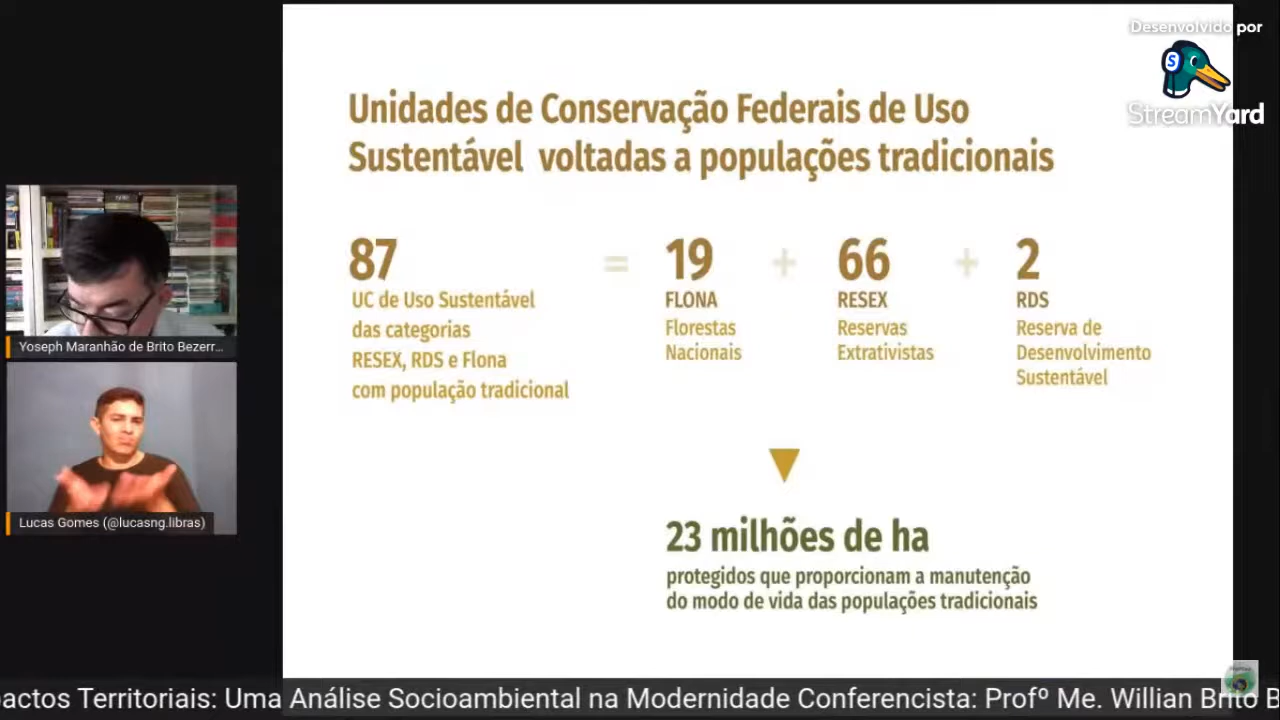 Desenvolvido por
StreamYard
Unidades de Conservação Federais de Uso
Sustentável voltadas a populações tradicionais
87
UC de Uso Sustentável
das categorias
RESEX, RDS e Flona
com população tradicional
=
19
FLONA
Florestas
Nacionais
+
66
RESEX
Reservas
Extrativistas
+
2
RDS
Reserva de
Desenvolvimento
Sustentável
23 milhões de ha
protegidos que proporcionam a manutenção
do modo de vida das populações tradicionais
Yoseph Maranhão de Brito Bezerr...
Lucas Gomes (@lucasng.libras)
pactos Territoriais: Uma Análise Socioambiental na Modernidade Conferencista: Profº Me. Willian Brito B